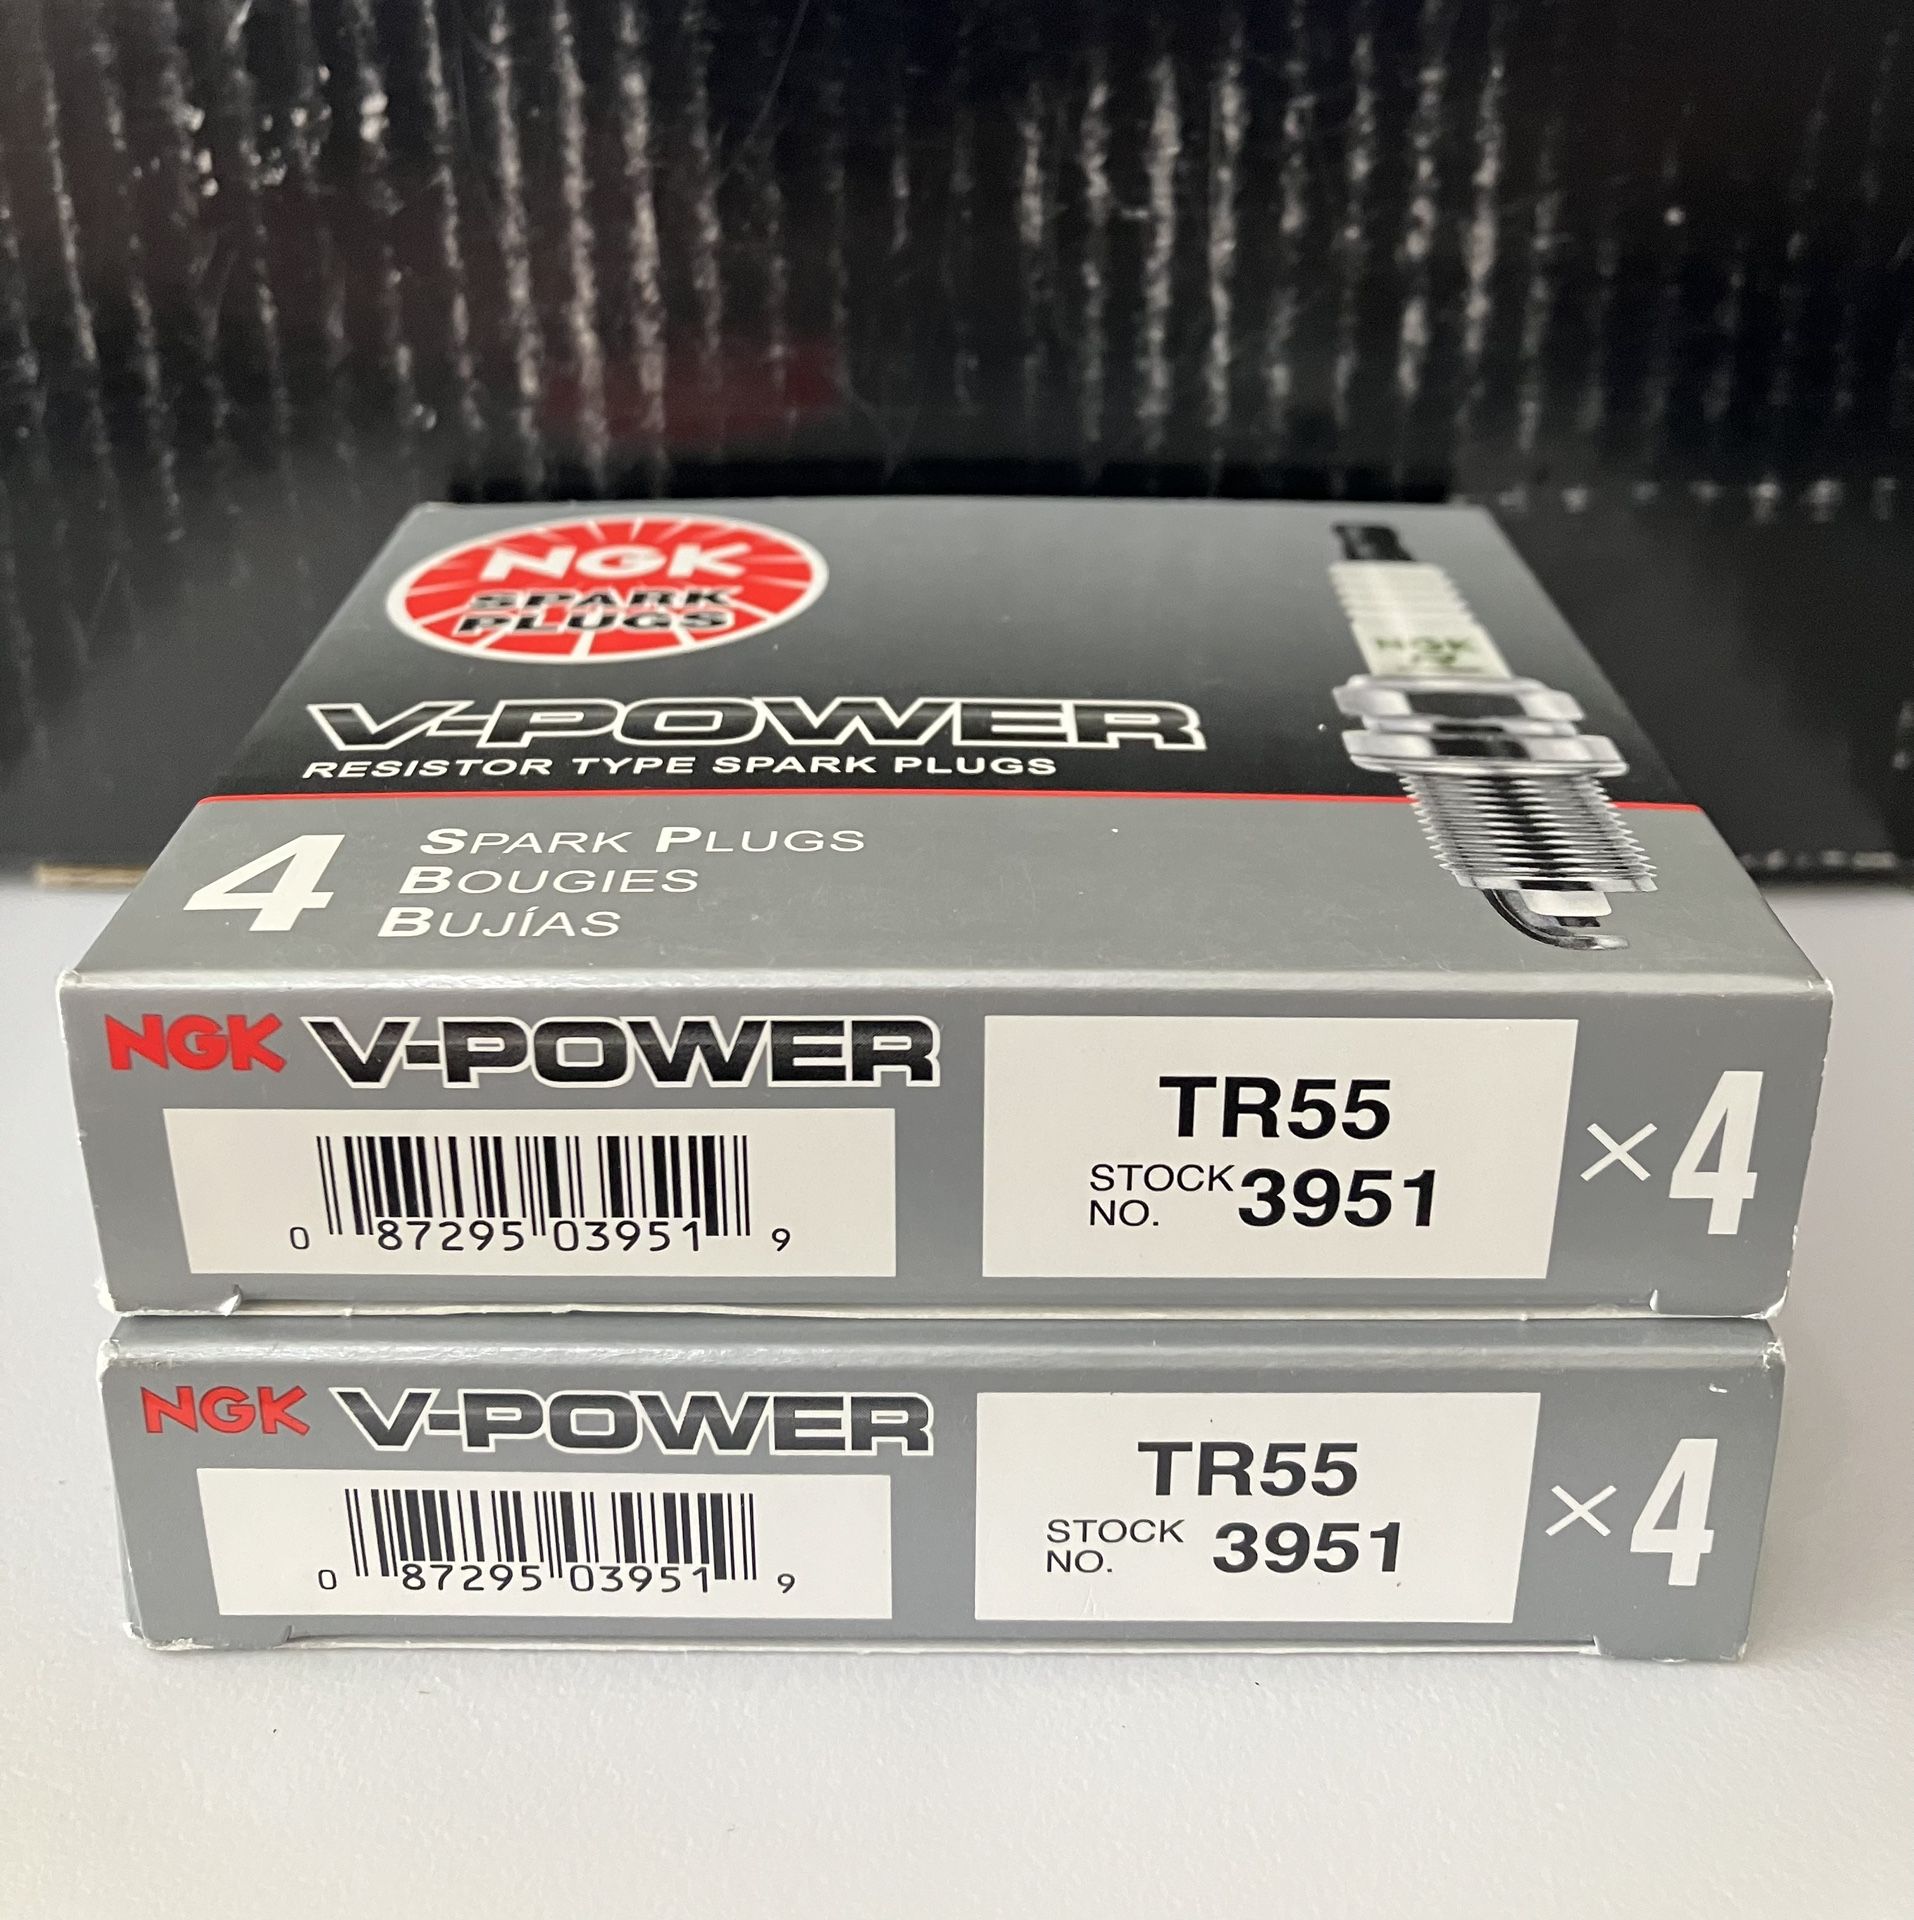 NGK
SPARK
PLUGS
V-POWER
RESISTOR TYPE SPARK PLUGS
4
SPARK PLUGS
BOUGIES
BUJÍAS
NGK
NGK V-POWER
TR55
STOCK NO. 3951
×4
0 87295 03951 9
NGK V-POWER
TR55
STOCK NO. 3951
×4
0 87295 03951 9